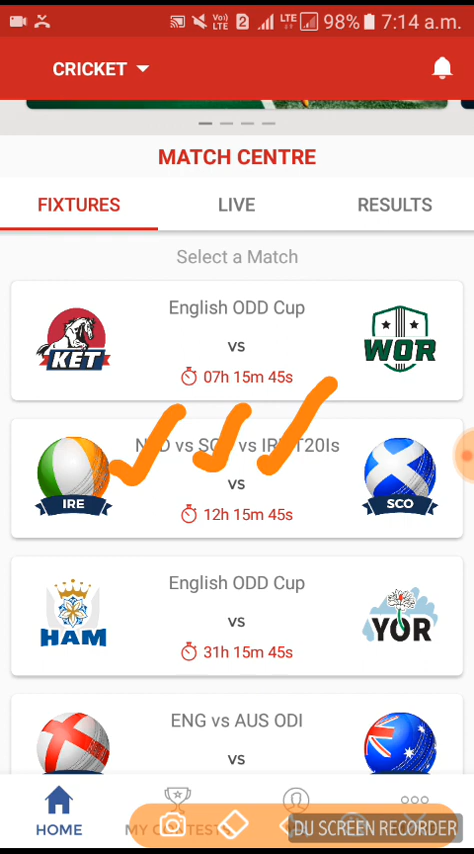 Vo)) LTE 2 LTE 98% 7:14 a.m.
CRICKET
MATCH CENTRE
FIXTURES LIVE RESULTS
Select a Match
English ODD Cup
KET vs WOR
07h 15m 45s
vs vs T20Is
IRE vs SCO
12h 15m 45s
English ODD Cup
HAM vs YOR
31h 15m 45s
ENG vs AUS ODI
vs
HOME DU SCREEN RECORDER